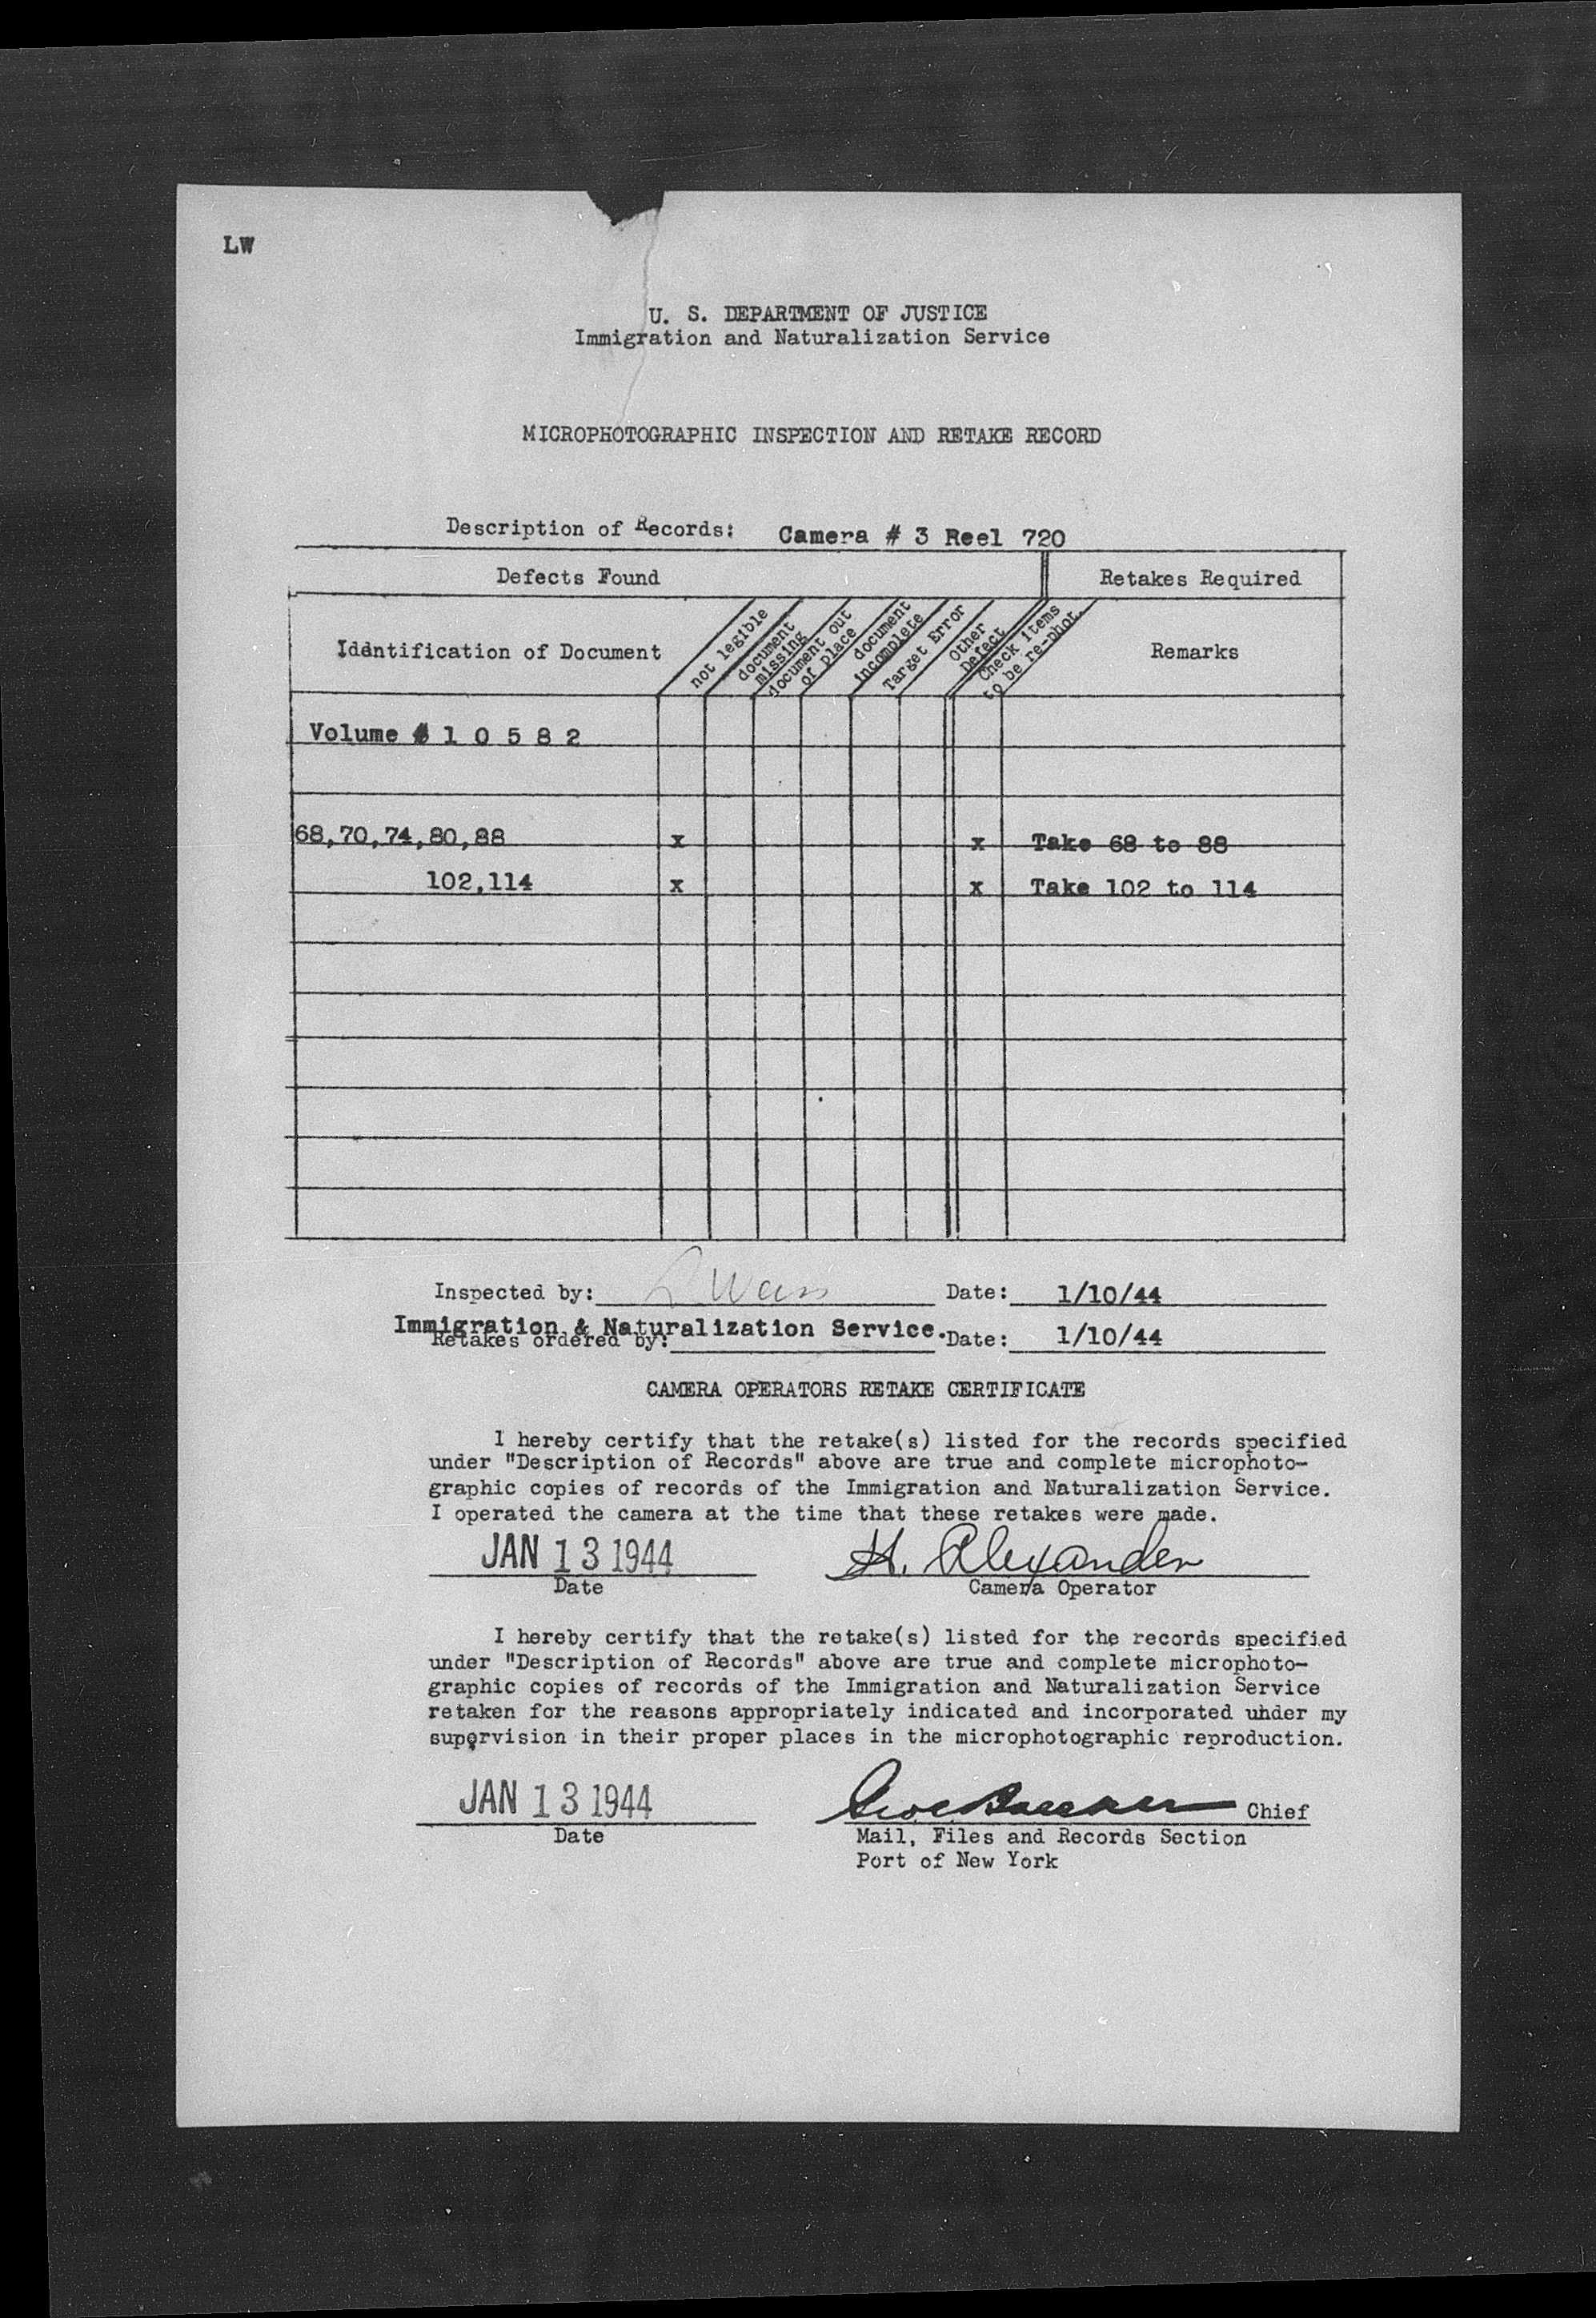 LW
U. S. DEPARTMENT OF JUSTICE
Immigration and Naturalization Service
MICROPHOTOGRAPHIC INSPECTION AND RETAKE RECORD
Description of Records: Camera # 3 Reel 720
Defects Found Retakes Required
Identification of Document
not legible
document
missing
document out
of place
document
incomplete
Target Error
Other
Defect
Check items
to be re-phot.
Remarks
Volume # 1 0 5 8 2
68,70,74,80,88 x x Take 68 to 88
102,114 x x Take 102 to 114
Inspected by: Date: 1/10/44
Immigration & Naturalization Service.
Retakes ordered by: Date: 1/10/44
CAMERA OPERATORS RETAKE CERTIFICATE
I hereby certify that the retake(s) listed for the records specified
under "Description of Records" above are true and complete microphoto-
graphic copies of records of the Immigration and Naturalization Service.
I operated the camera at the time that these retakes were made.
JAN 13 1944 H. Alexander
Date Camera Operator
I hereby certify that the retake(s) listed for the records specified
under "Description of Records" above are true and complete microphoto-
graphic copies of records of the Immigration and Naturalization Service
retaken for the reasons appropriately indicated and incorporated under my
supervision in their proper places in the microphotographic reproduction.
JAN 13 1944 Chief
Date Mail, Files and Records Section
Port of New York